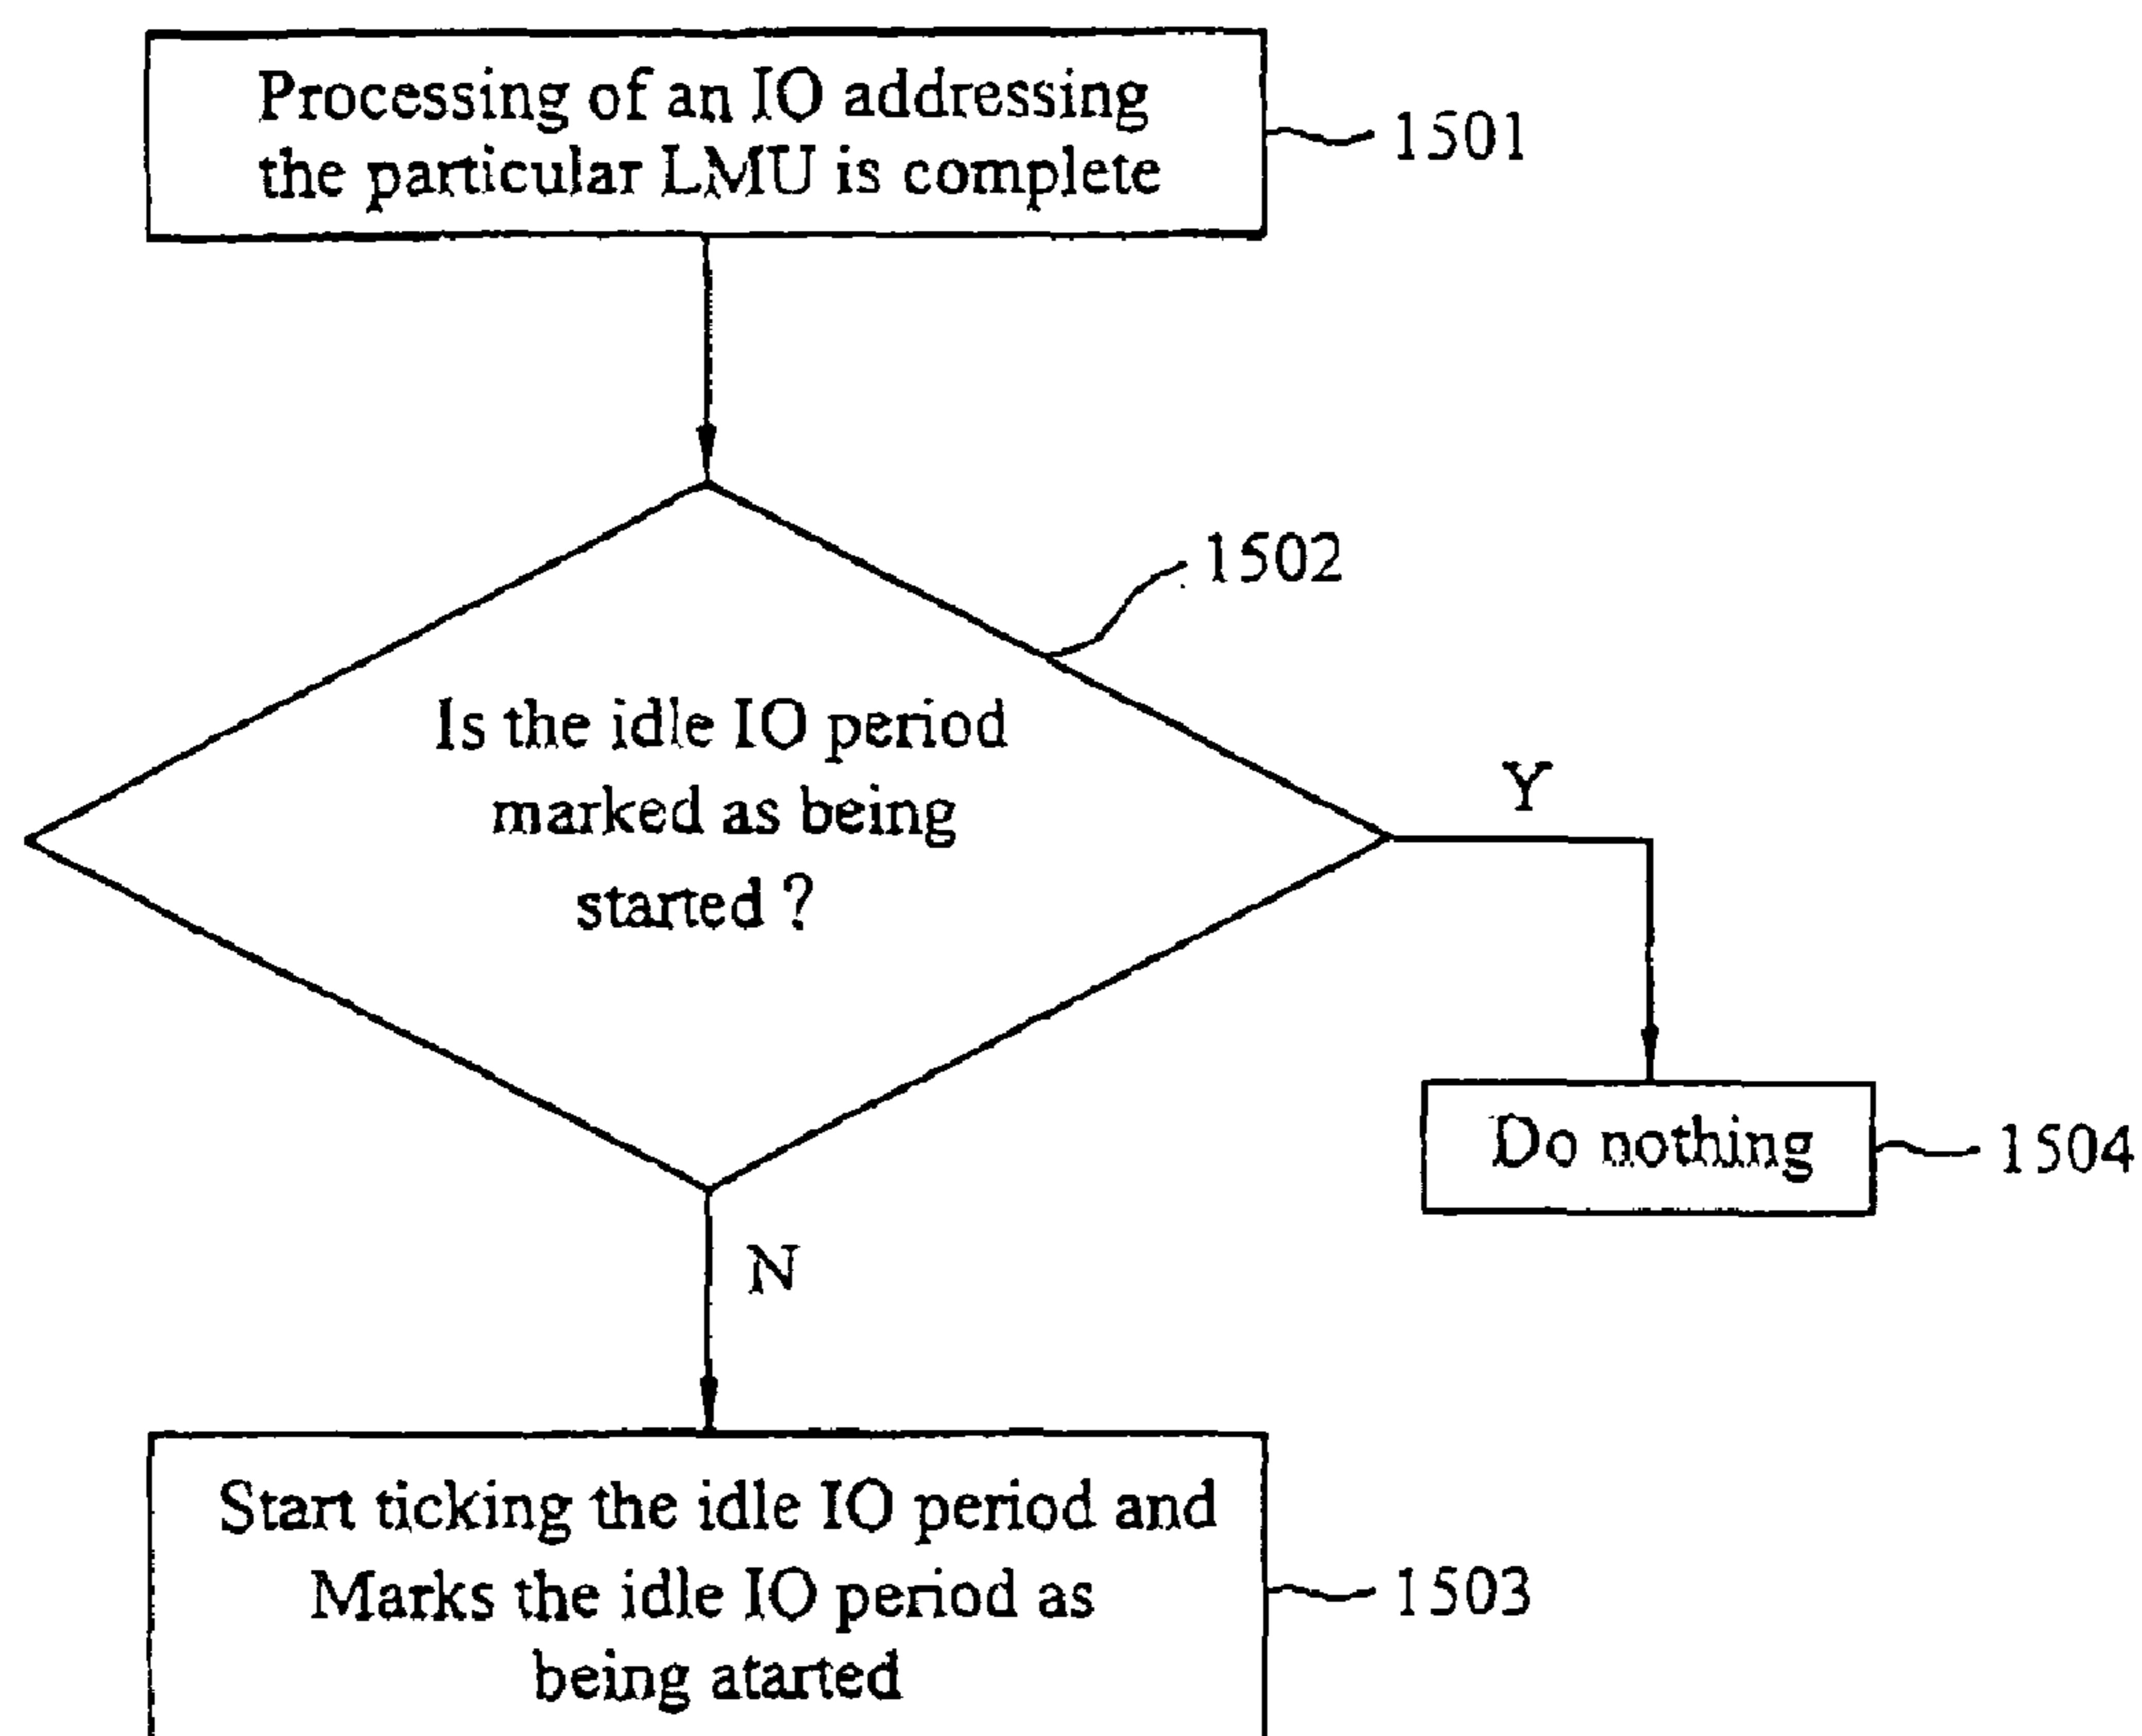 Processing of an IO addressing
the particular LMU is complete
1501
1502
Is the idle IO period
marked as being
started ?
Y
Do nothing
1504
N
Start ticking the idle IO period and
Marks the idle IO period as
being atarted
1503